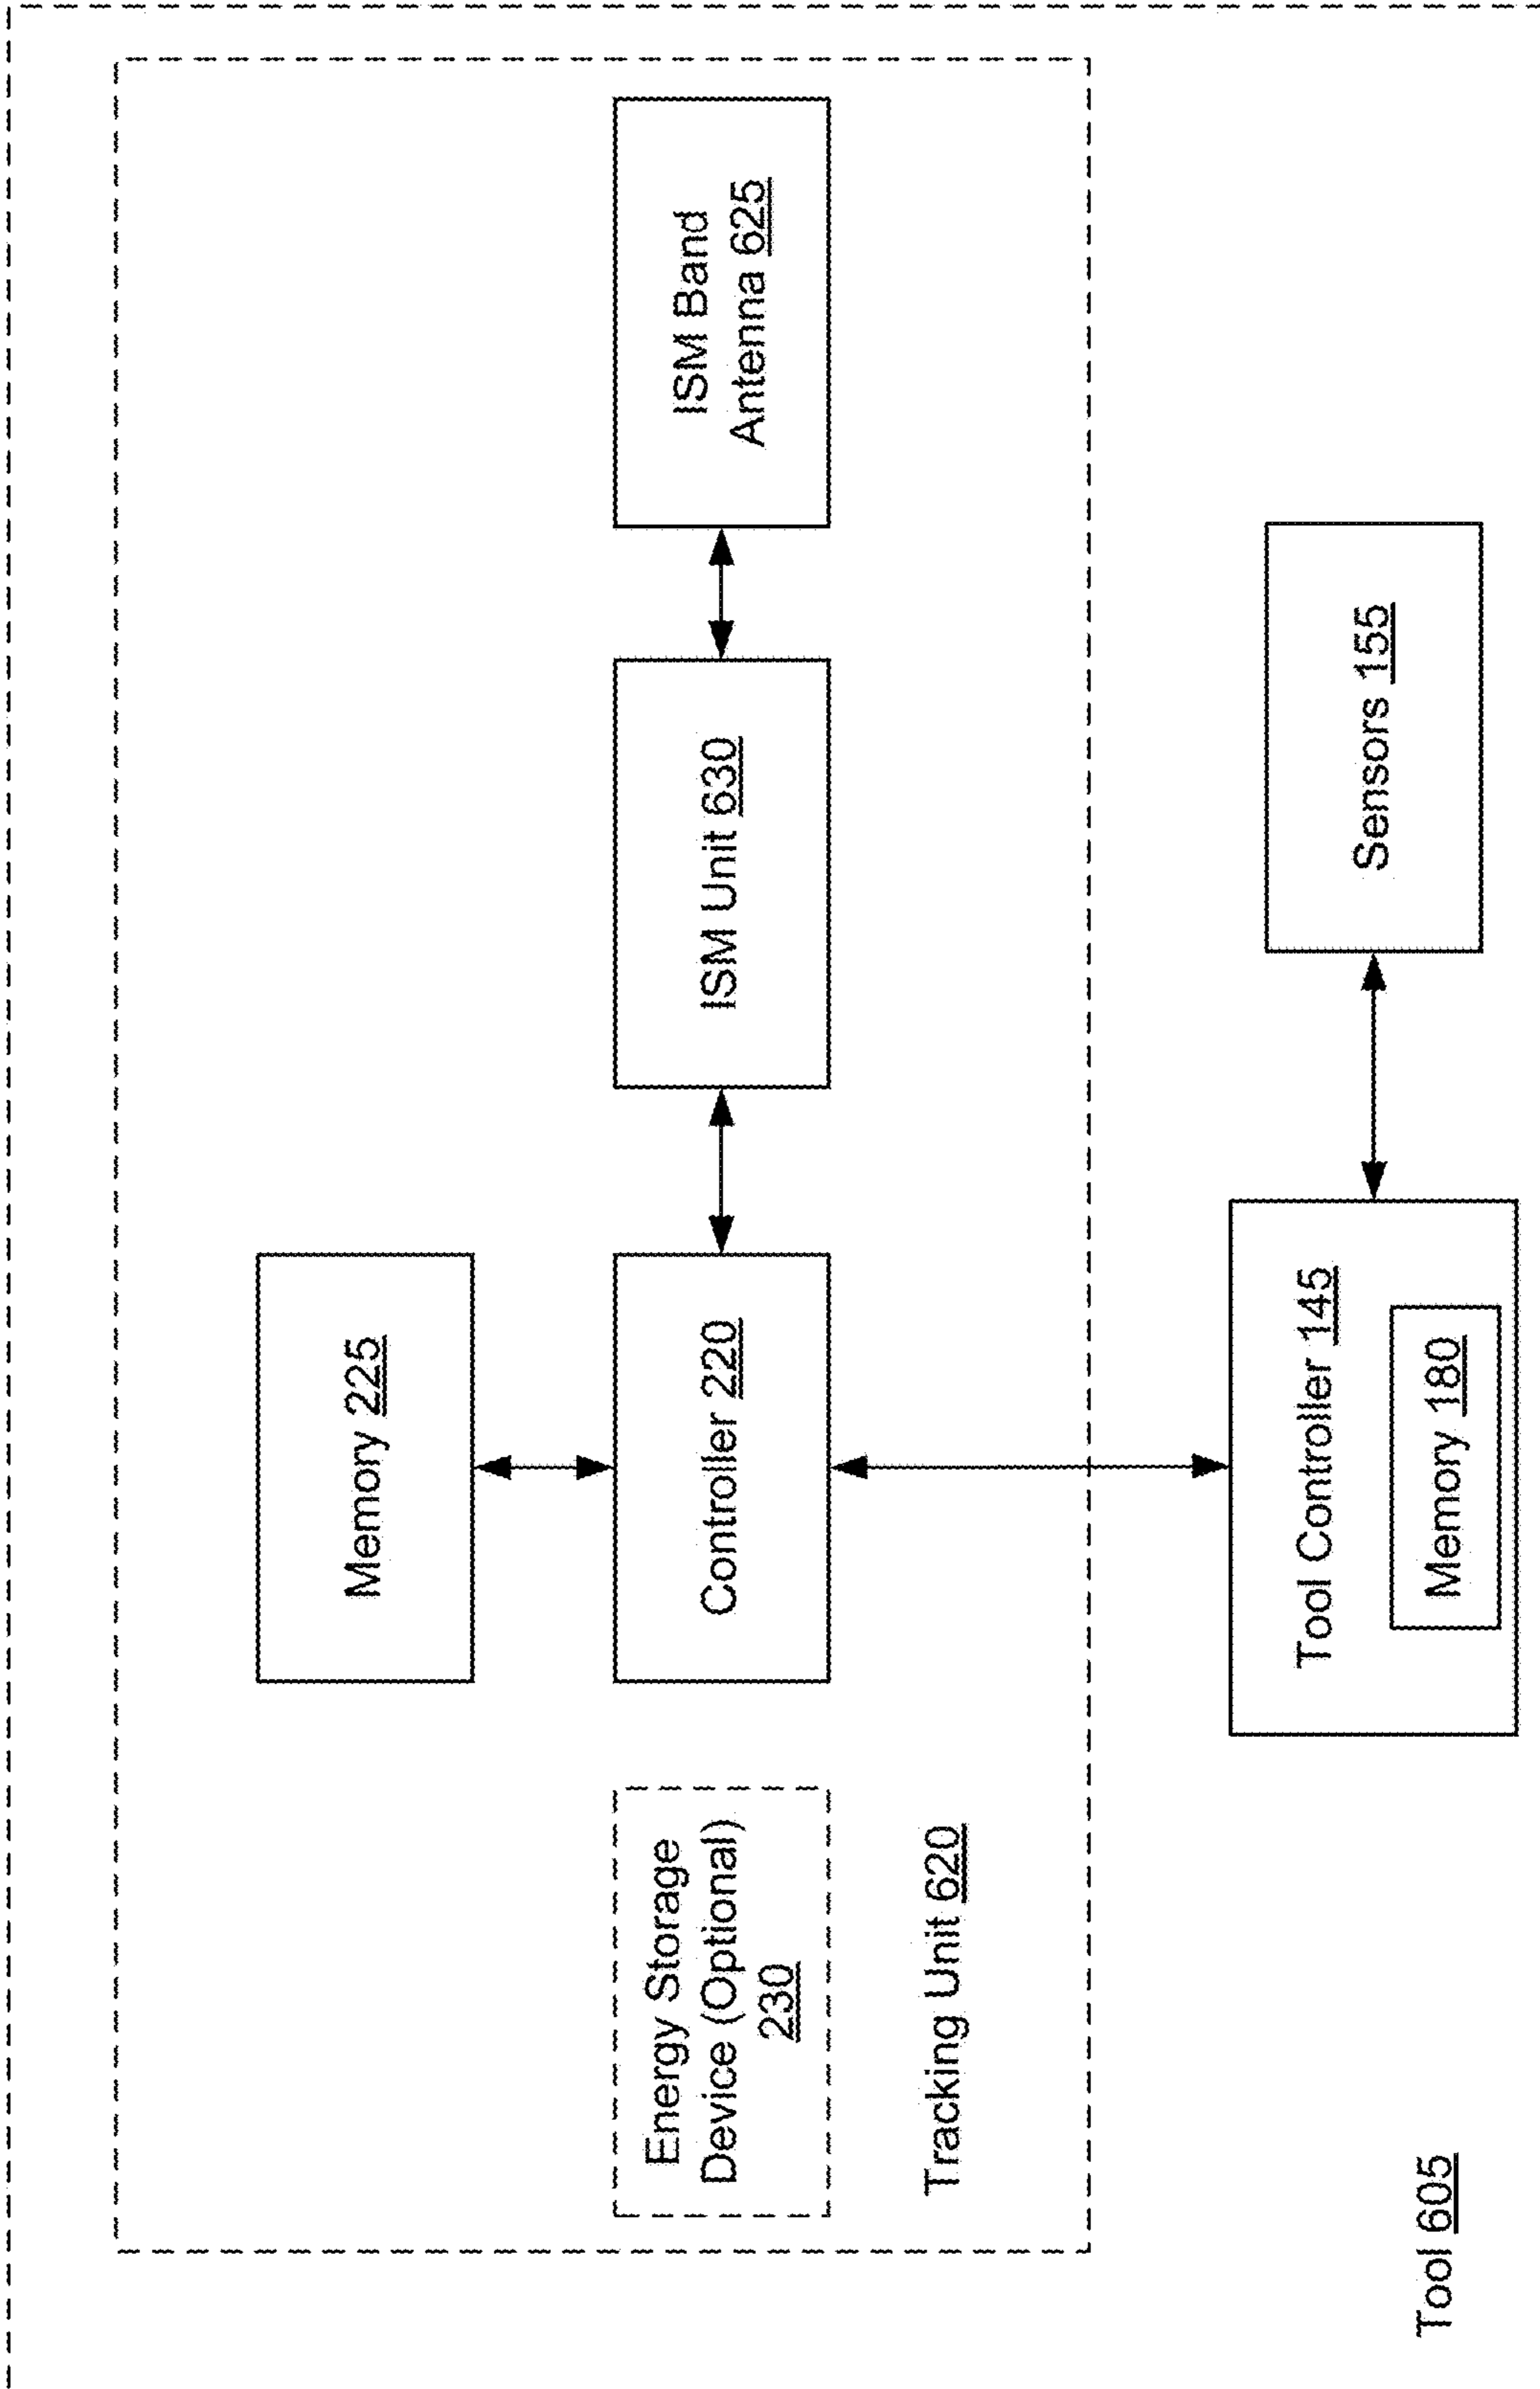 Memory 225
Energy Storage
Device (Optional)
230
Controller 220
ISM Unit 630
ISM Band
Antenna 625
Tracking Unit 620
Tool Controller 145
Memory 180
Sensors 155
Tool 605